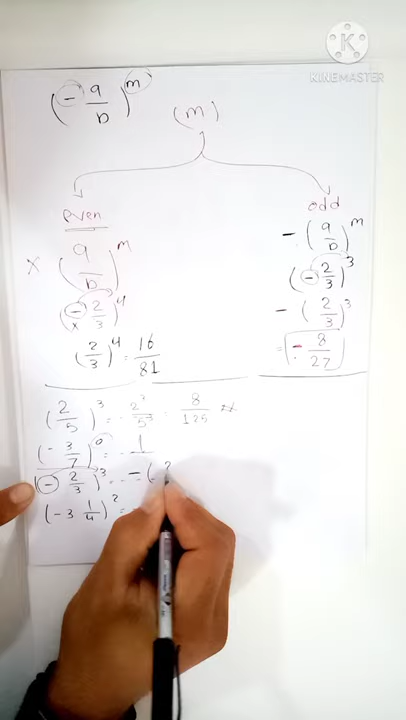 KINEMASTER
(- a/b)^m
(m)
even
odd
x (a/b)^m
- (a/b)^m
(- 2/3)^4
x
(- 2/3)^3
(2/3)^4 = 16/81
- (2/3)^3
= (- 8/27)
(2/5)^3 = 2^3/5^3 = 8/125
(- 3/7)^0 = 1
(- 2/3)^3 = - (2
(-3 1/4)^2 =